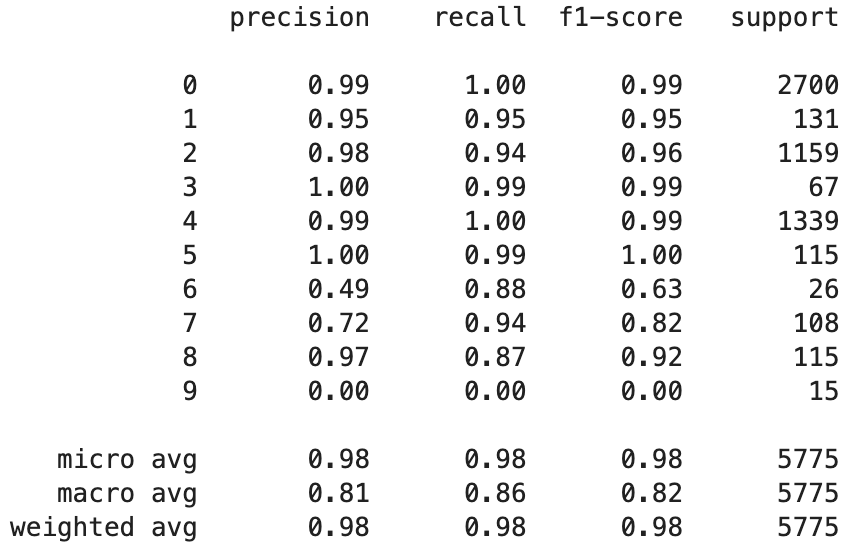 precision recall f1-score support
0 0.99 1.00 0.99 2700
1 0.95 0.95 0.95 131
2 0.98 0.94 0.96 1159
3 1.00 0.99 0.99 67
4 0.99 1.00 0.99 1339
5 1.00 0.99 1.00 115
6 0.49 0.88 0.63 26
7 0.72 0.94 0.82 108
8 0.97 0.87 0.92 115
9 0.00 0.00 0.00 15
micro avg 0.98 0.98 0.98 5775
macro avg 0.81 0.86 0.82 5775
weighted avg 0.98 0.98 0.98 5775